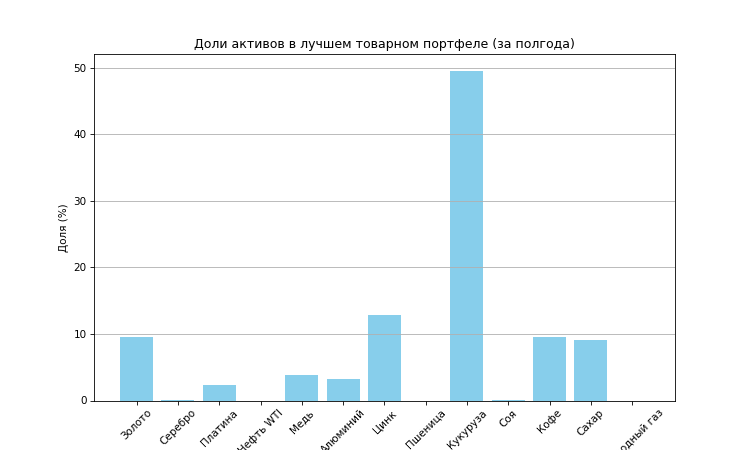 Доли активов в лучшем товарном портфеле (за полгода)
Доля (%)
50
40
30
20
10
0
Золото
Серебро
Платина
Нефть WTI
Медь
Алюминий
Цинк
Пшеница
Кукуруза
Соя
Кофе
Сахар
одный газ